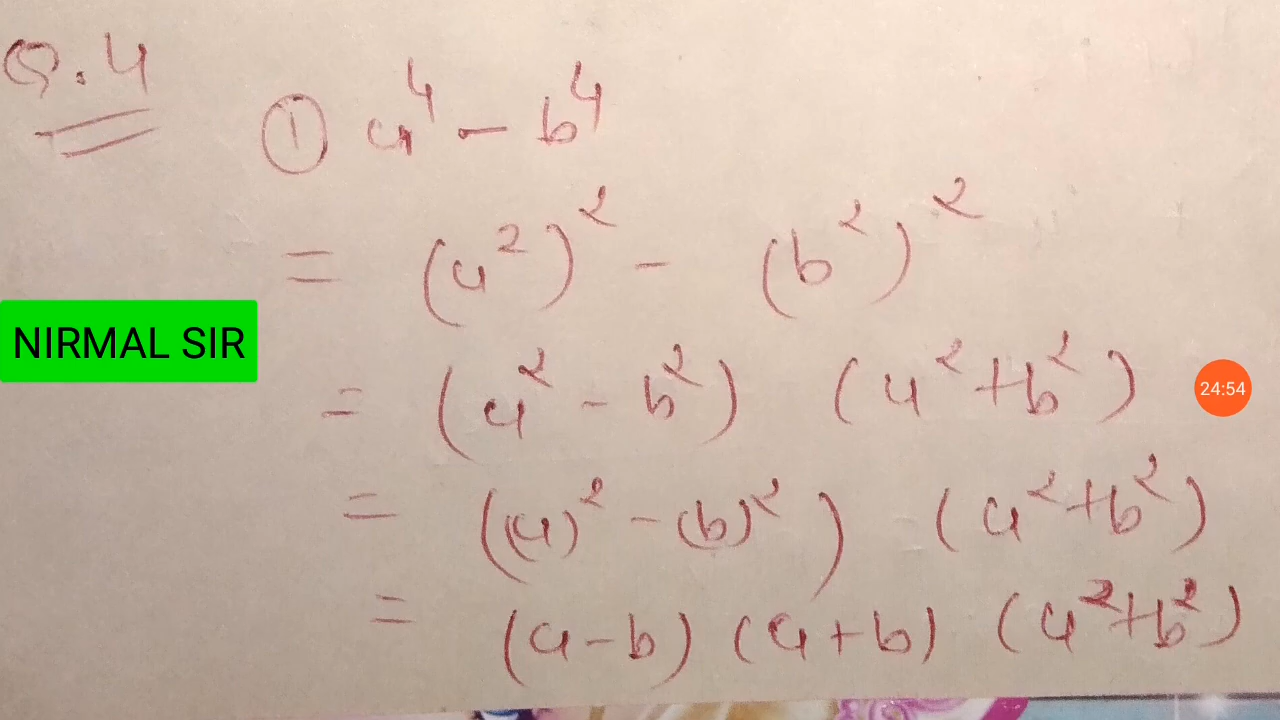 Q.4
① a⁴ - b⁴
= (a²)² - (b²)²
NIRMAL SIR
= (a² - b²) (a² + b²)
24:54
= ((a)² - (b)²) (a² + b²)
= (a - b) (a + b) (a² + b²)